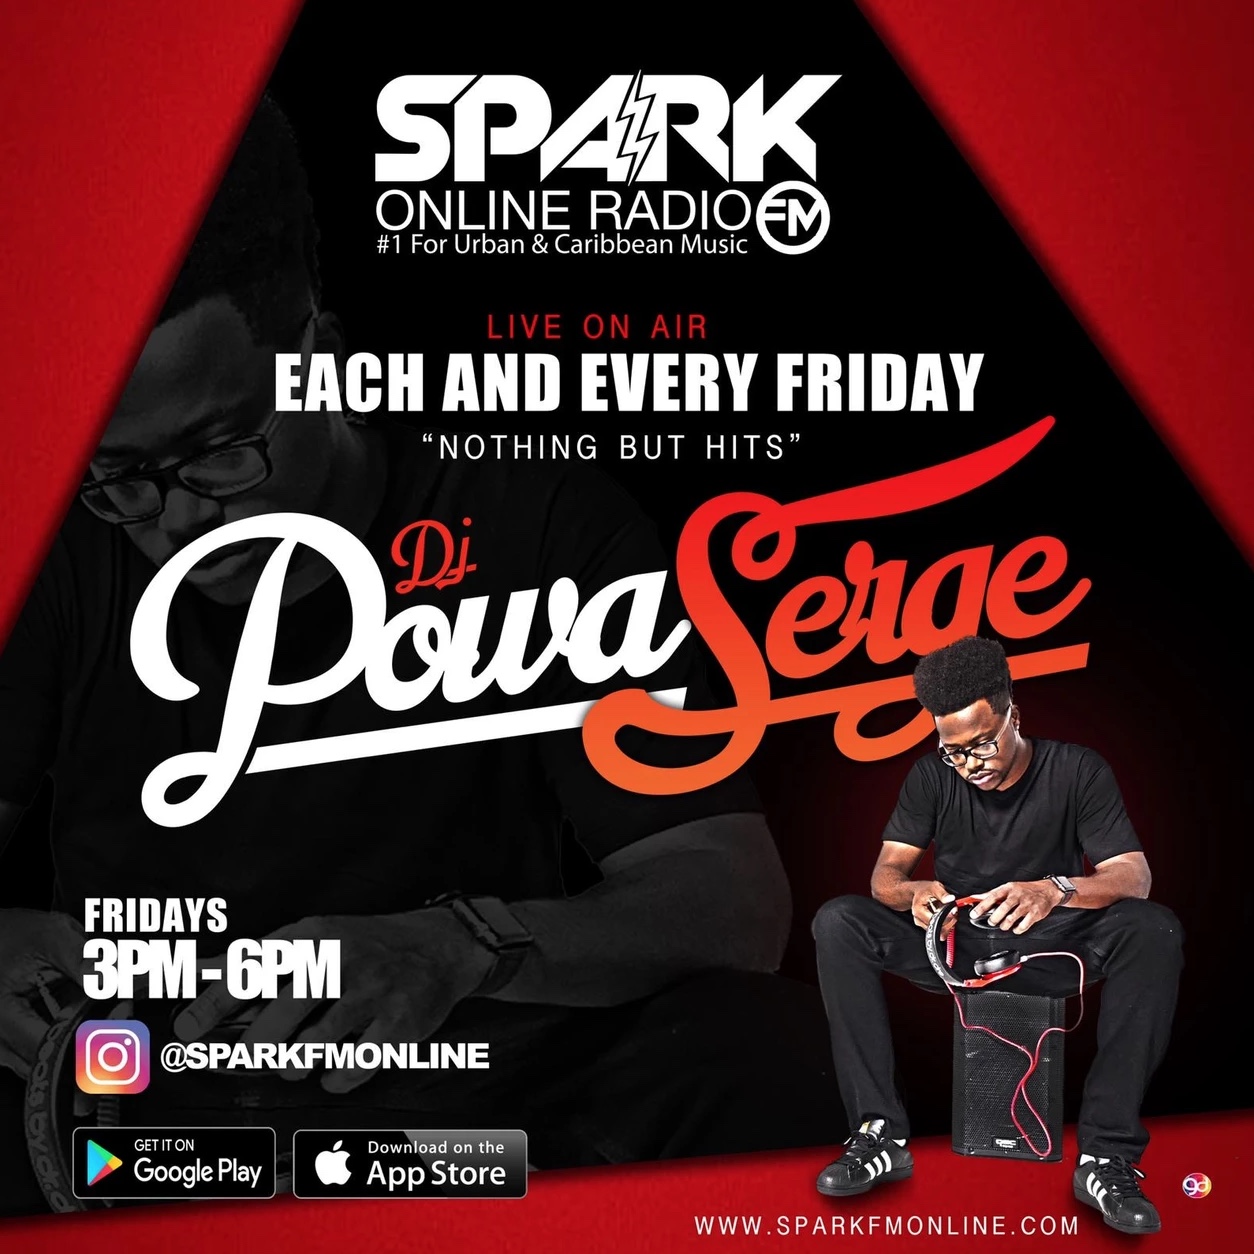 SPARK
ONLINE RADIO FM
#1 For Urban & Caribbean Music
LIVE ON AIR
EACH AND EVERY FRIDAY
“NOTHING BUT HITS”
Dj
Powa Serge
FRIDAYS
3PM-6PM
@SPARKFMONLINE
GET IT ON
Google Play
Download on the
App Store
WWW.SPARKFMONLINE.COM
gd
QSC